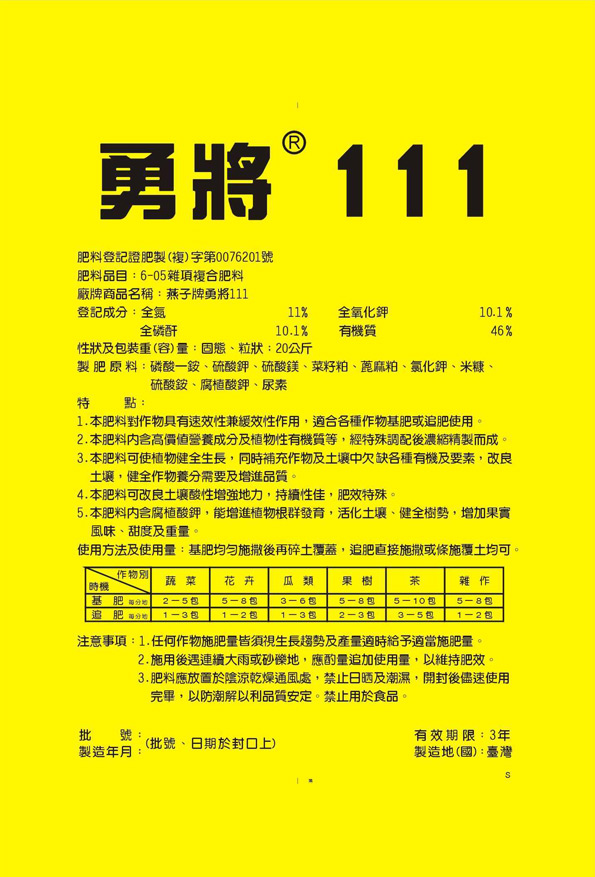 勇將® 111
肥料登記證肥製(複)字第0076201號
肥料品目：6-05雜項複合肥料
廠牌商品名稱：燕子牌勇將111
登記成分：全氮 11% 全氧化鉀 10.1%
全磷酐 10.1% 有機質 46%
性狀及包裝重(容)量：固態、粒狀；20公斤
製肥原料：磷酸一銨、硫酸鉀、硫酸鎂、菜籽粕、蓖麻粕、氯化鉀、米糠、
硫酸銨、腐植酸鉀、尿素
特 點：
1.本肥料對作物具有速效性兼緩效性作用，適合各種作物基肥或追肥使用。
2.本肥料內含高價值營養成分及植物性有機質等，經特殊調配後濃縮精製而成。
3.本肥料可使植物健全生長，同時補充作物及土壤中欠缺各種有機及要素，改良
土壤，健全作物養分需要及增進品質。
4.本肥料可改良土壤酸性增強地力，持續性佳，肥效特殊。
5.本肥料內含腐植酸鉀，能增進植物根群發育，活化土壤、健全樹勢，增加果實
風味、甜度及重量。
使用方法及使用量：基肥均勻施撒後再碎土覆蓋，追肥直接施撒或條施覆土均可。
作物別 時機 蔬菜 花卉 瓜類 果樹 茶 雜作
基肥 每分地 2－5包 5－8包 3－6包 5－8包 5－10包 5－8包
追肥 每分地 1－3包 1－2包 1－3包 2－3包 3－5包 1－2包
注意事項：1.任何作物施肥量皆須視生長趨勢及產量適時給予適當施肥量。
2.施用後遇連續大雨或砂礫地，應酌量追加使用量，以維持肥效。
3.肥料應放置於陰涼乾燥通風處，禁止日晒及潮濕，開封後儘速使用
完畢，以防潮解以利品質安定。禁止用於食品。
批號：
製造年月：(批號、日期於封口上)
有效期限：3年
製造地(國)：臺灣
S